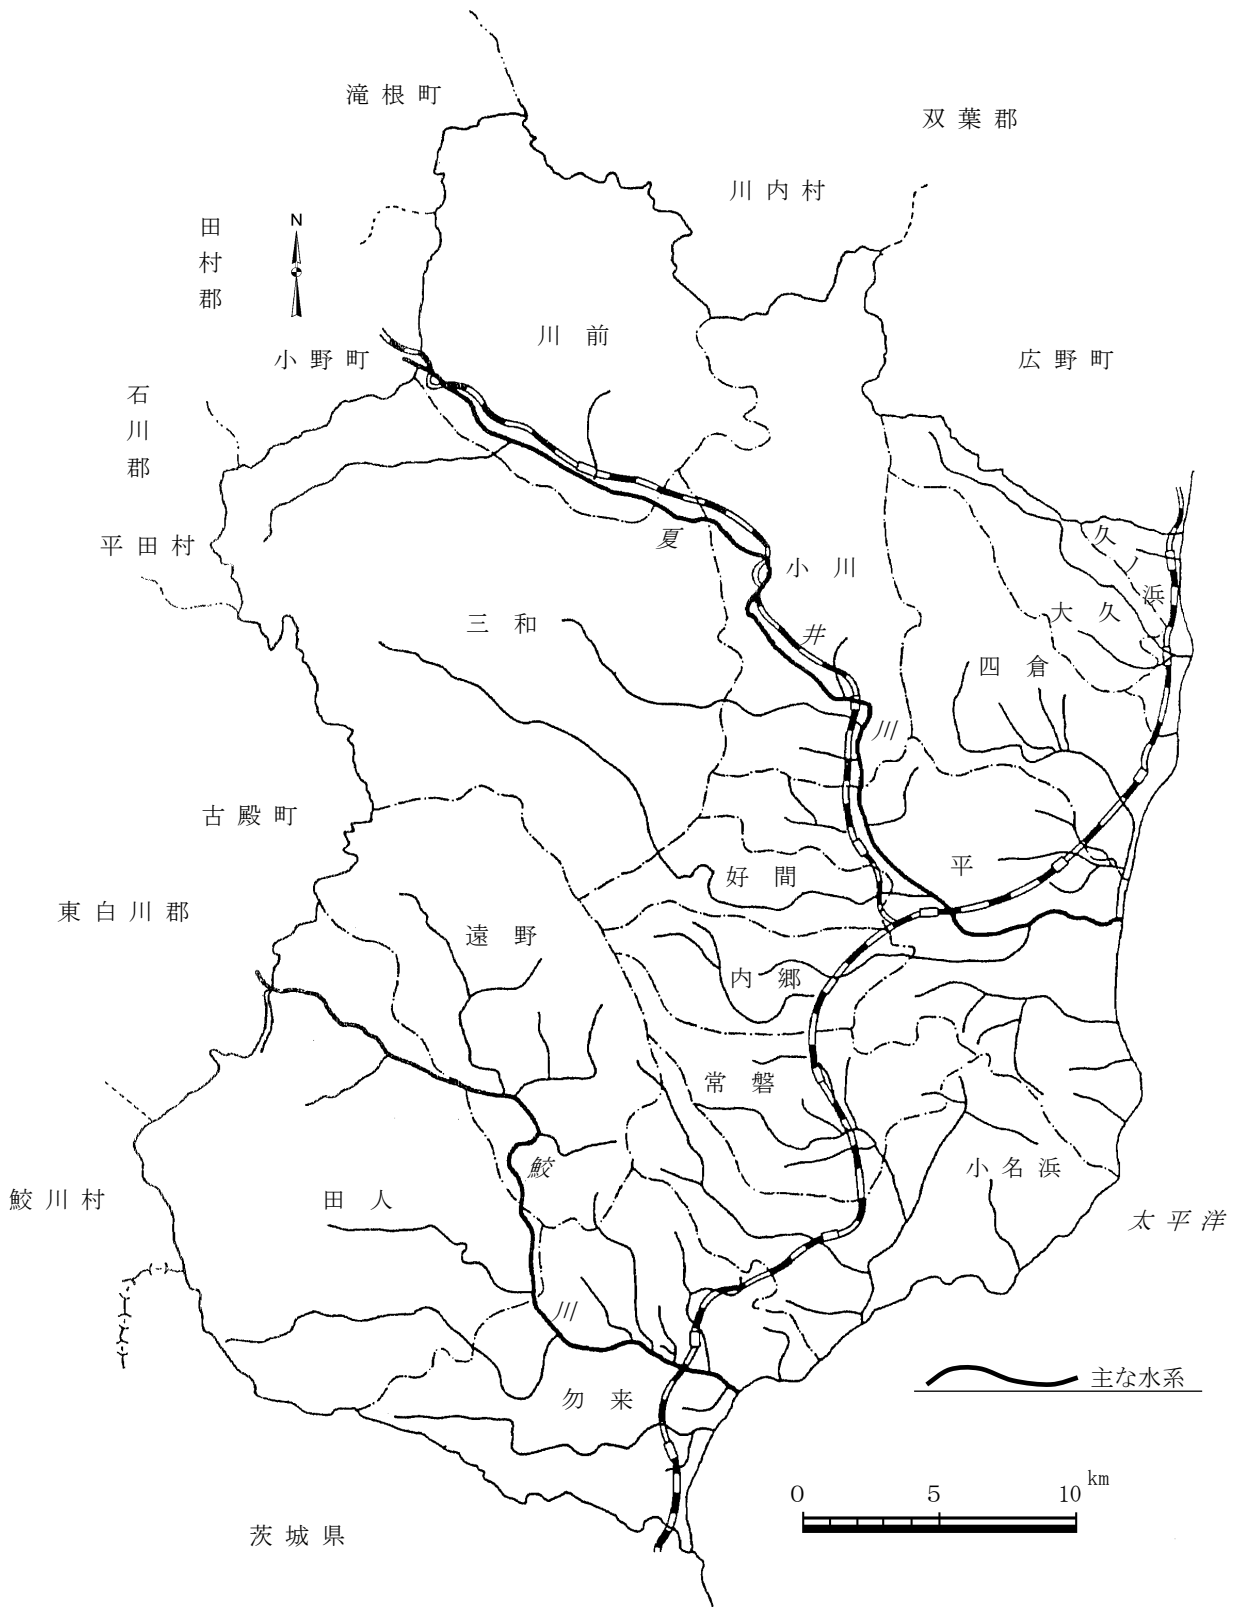 滝根町
双葉郡
川内村
田村郡
N
川前
小野町
広野町
石川郡
平田村
夏
久
小川
浜
大久
三和
井
四倉
川
古殿町
平
好間
東白川郡
遠野
内郷
常磐
鮫
小名浜
鮫川村
田人
太平洋
川
主な水系
勿来
km
0 5 10
茨城県